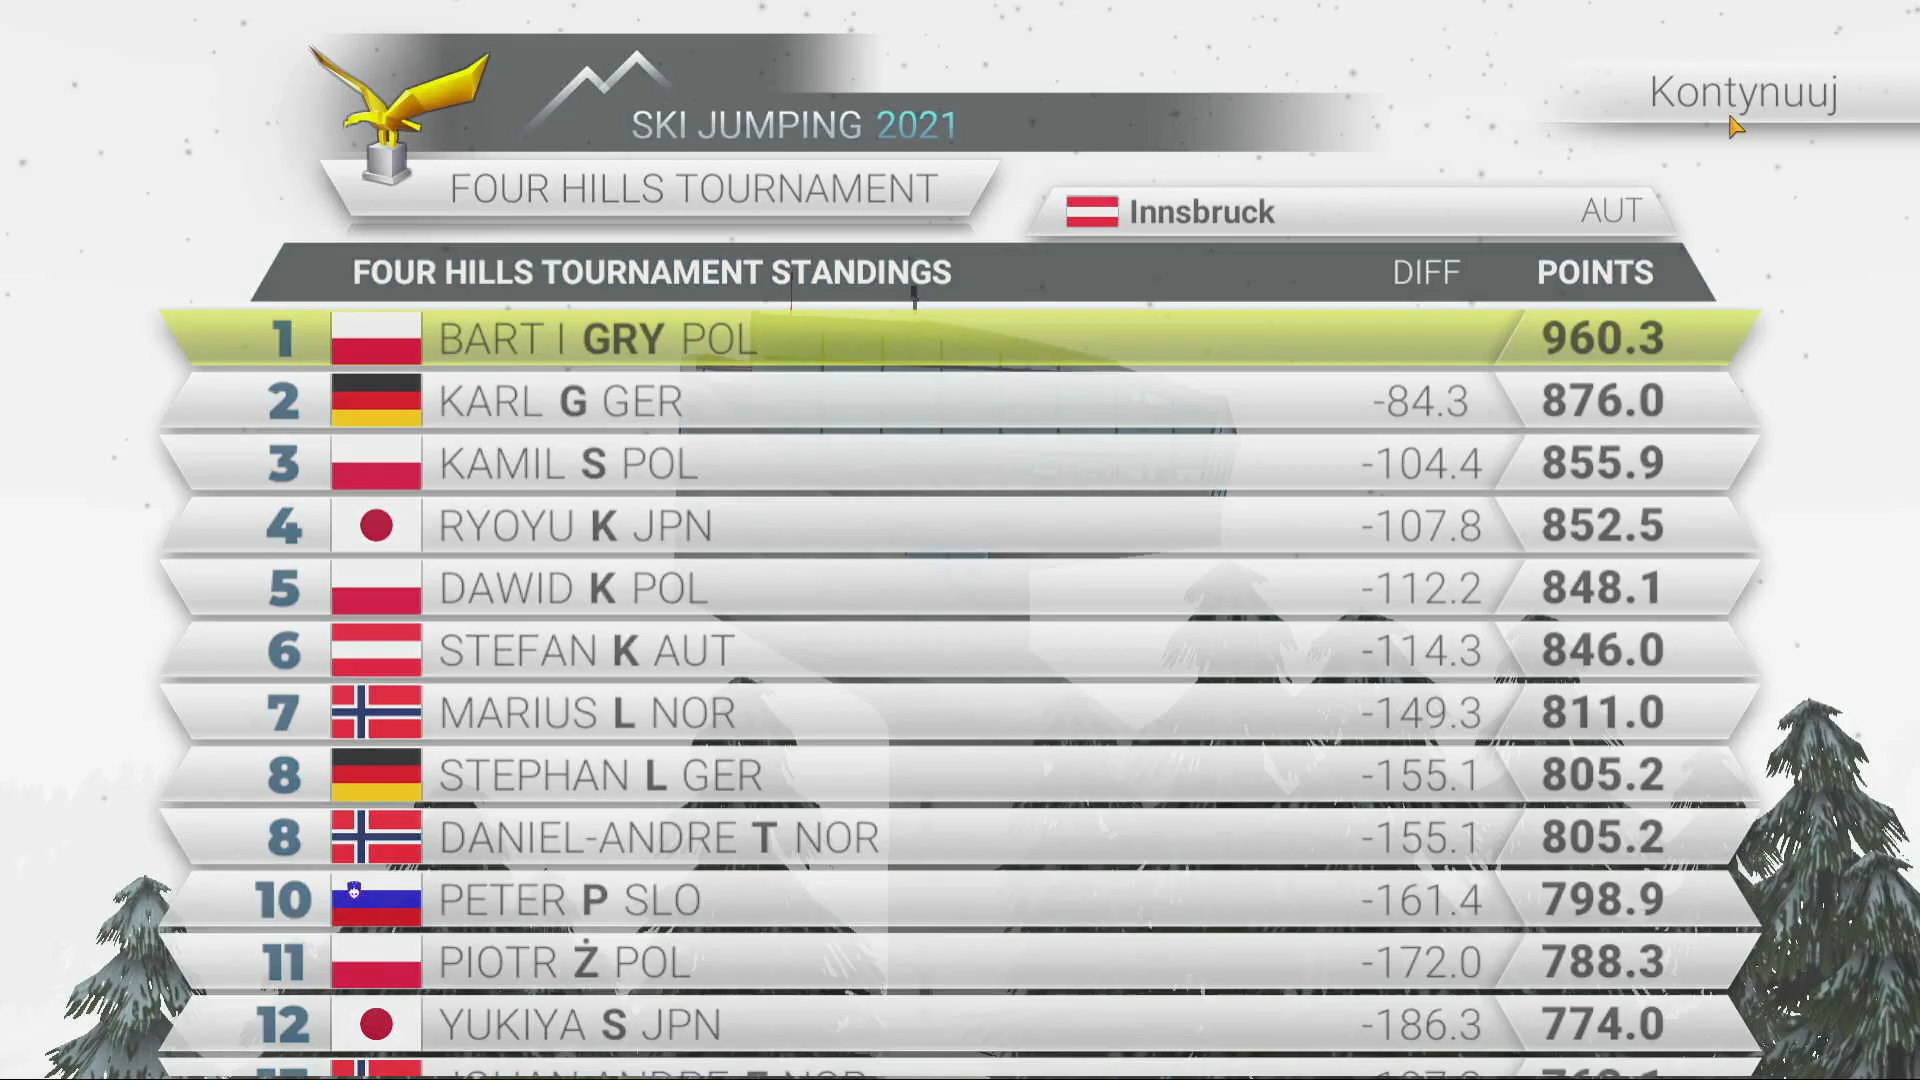 SKI JUMPING 2021
Kontynuuj
FOUR HILLS TOURNAMENT
Innsbruck AUT
FOUR HILLS TOURNAMENT STANDINGS DIFF POINTS
1 BART I GRY POL 960.3
2 KARL G GER -84.3 876.0
3 KAMIL S POL -104.4 855.9
4 RYOYU K JPN -107.8 852.5
5 DAWID K POL -112.2 848.1
6 STEFAN K AUT -114.3 846.0
7 MARIUS L NOR -149.3 811.0
8 STEPHAN L GER -155.1 805.2
8 DANIEL-ANDRE T NOR -155.1 805.2
10 PETER P SLO -161.4 798.9
11 PIOTR Ż POL -172.0 788.3
12 YUKIYA S JPN -186.3 774.0